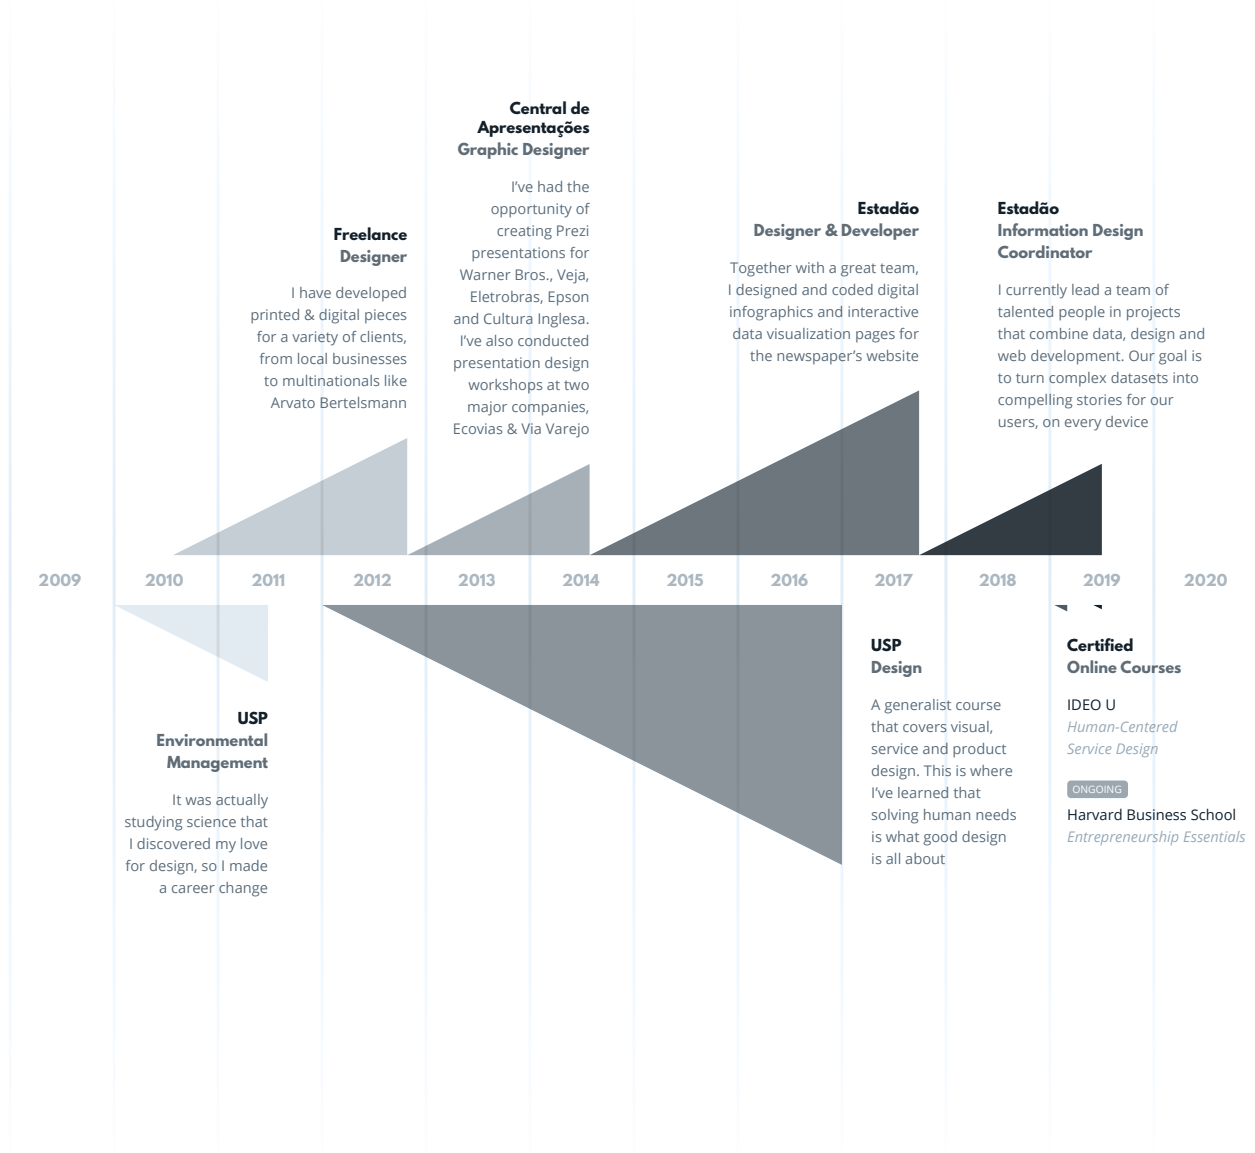 Central de
Apresentações
Graphic Designer
I've had the
opportunity of
creating Prezi
presentations for
Warner Bros., Veja,
Eletrobras, Epson
and Cultura Inglesa.
I've also conducted
presentation design
workshops at two
major companies,
Ecovias & Via Varejo
Freelance
Designer
I have developed
printed & digital pieces
for a variety of clients,
from local businesses
to multinationals like
Arvato Bertelsmann
Estadão
Designer & Developer
Together with a great team,
I designed and coded digital
infographics and interactive
data visualization pages for
the newspaper's website
Estadão
Information Design
Coordinator
I currently lead a team of
talented people in projects
that combine data, design and
web development. Our goal is
to turn complex datasets into
compelling stories for our
users, on every device
2009 2010 2011 2012 2013 2014 2015 2016 2017 2018 2019 2020
USP
Environmental
Management
It was actually
studying science that
I discovered my love
for design, so I made
a career change
USP
Design
A generalist course
that covers visual,
service and product
design. This is where
I've learned that
solving human needs
is what good design
is all about
Certified
Online Courses
IDEO U
Human-Centered
Service Design
ONGOING
Harvard Business School
Entrepreneurship Essentials